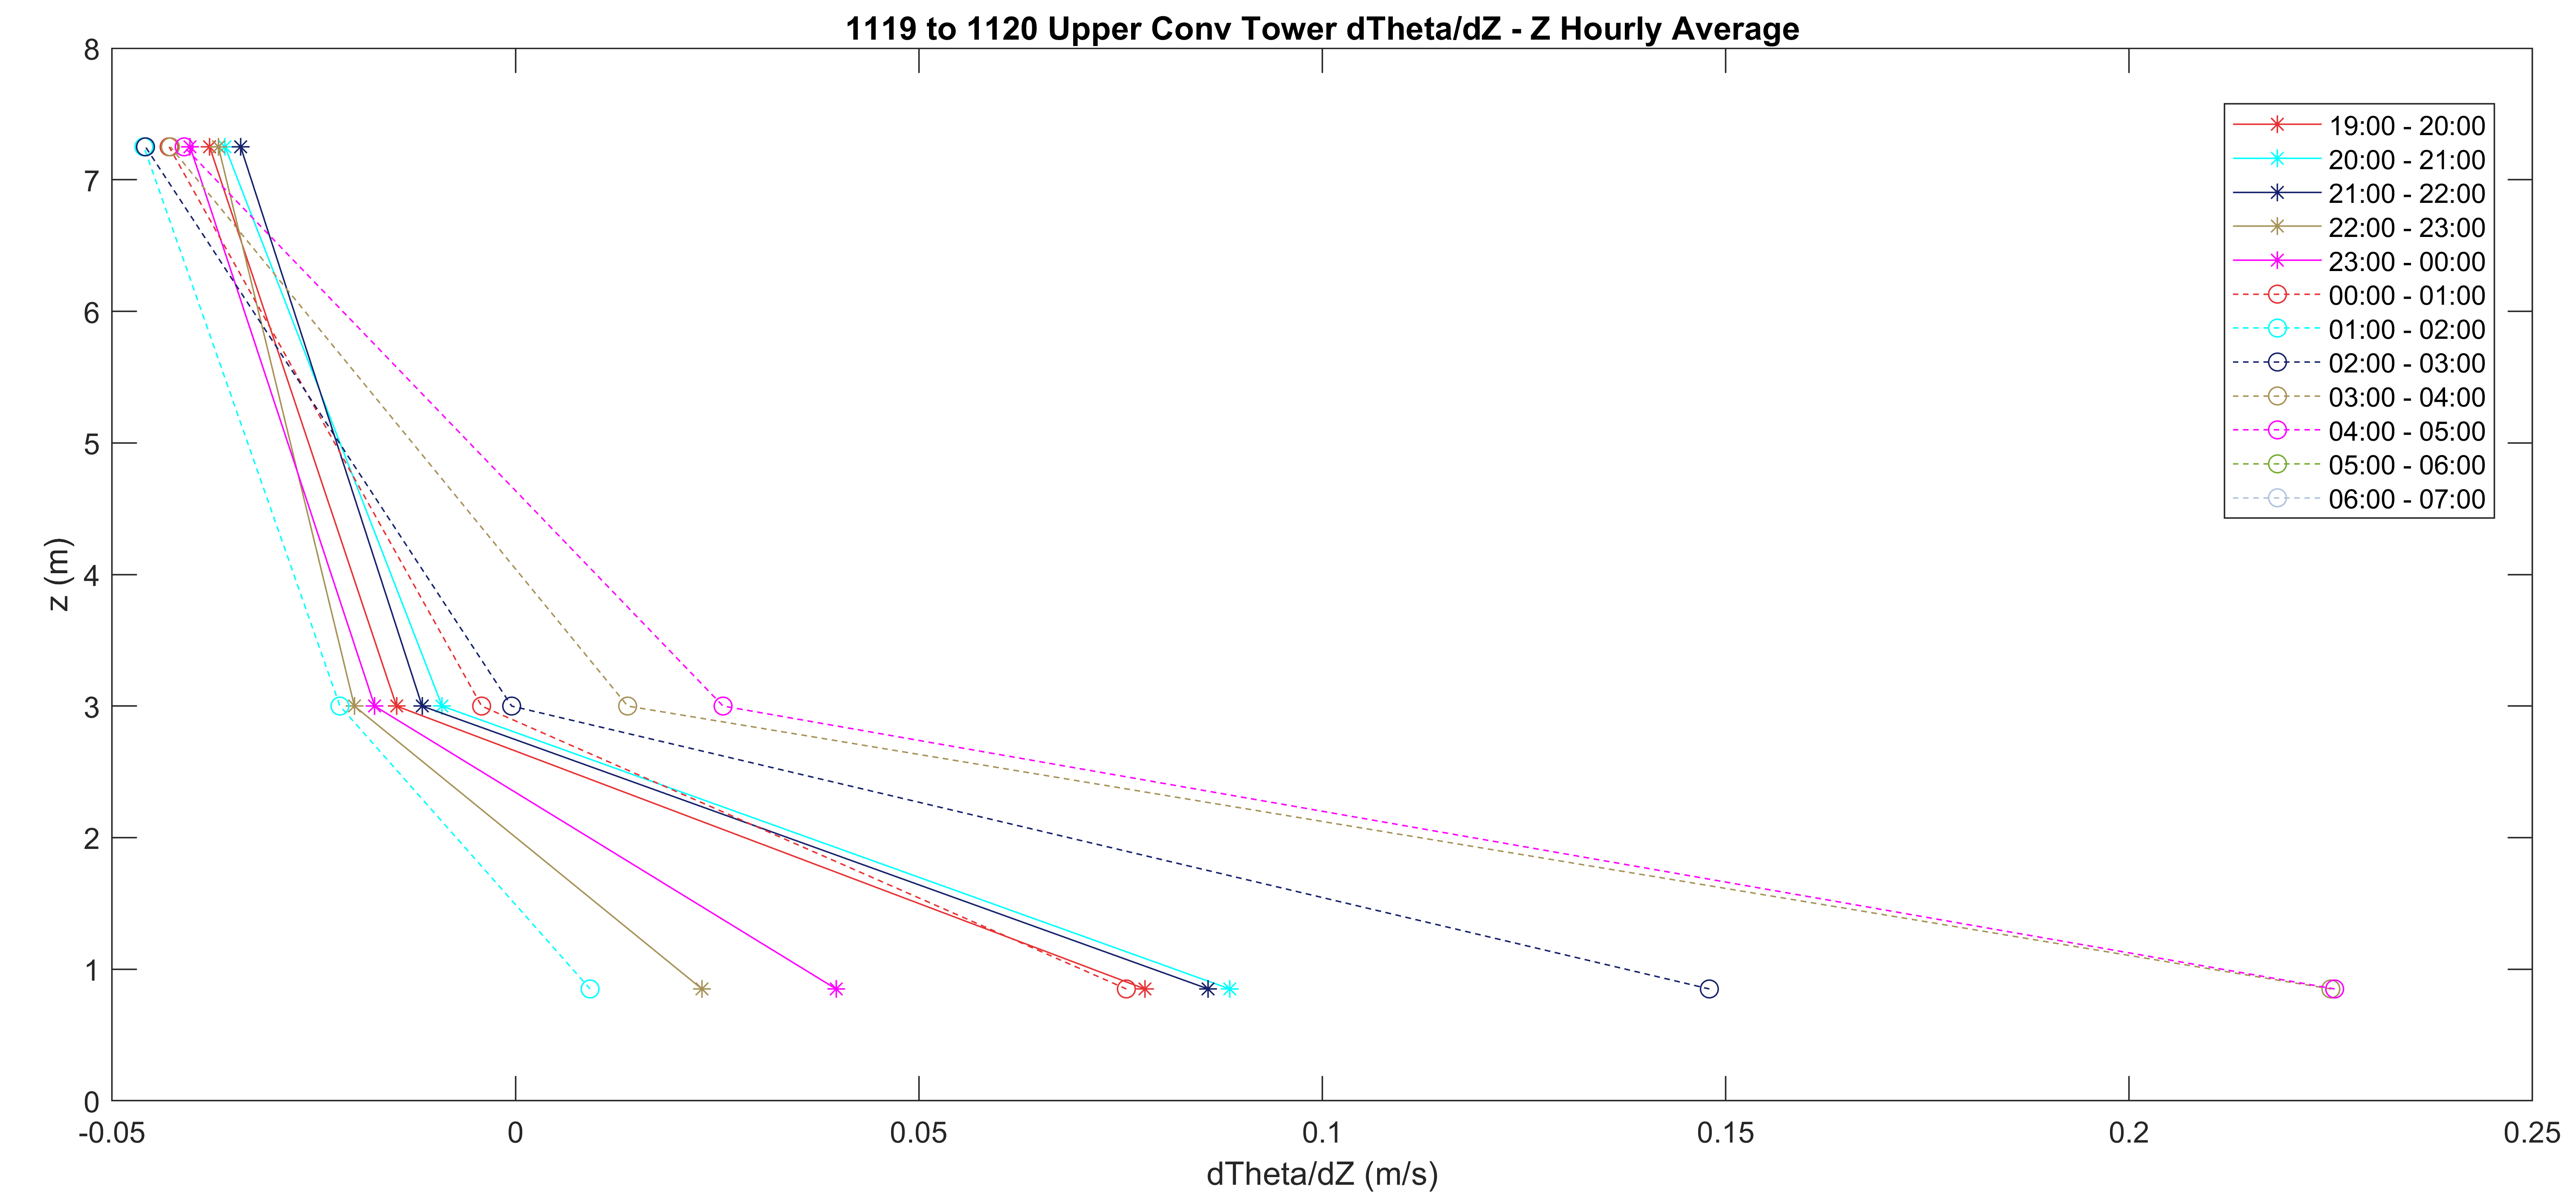 1119 to 1120 Upper Conv Tower dTheta/dZ - Z Hourly Average
8
7
6
5
4
3
2
1
0
z (m)
-0.05 0 0.05 0.1 0.15 0.2 0.25
dTheta/dZ (m/s)
19:00 - 20:00
20:00 - 21:00
21:00 - 22:00
22:00 - 23:00
23:00 - 00:00
00:00 - 01:00
01:00 - 02:00
02:00 - 03:00
03:00 - 04:00
04:00 - 05:00
05:00 - 06:00
06:00 - 07:00